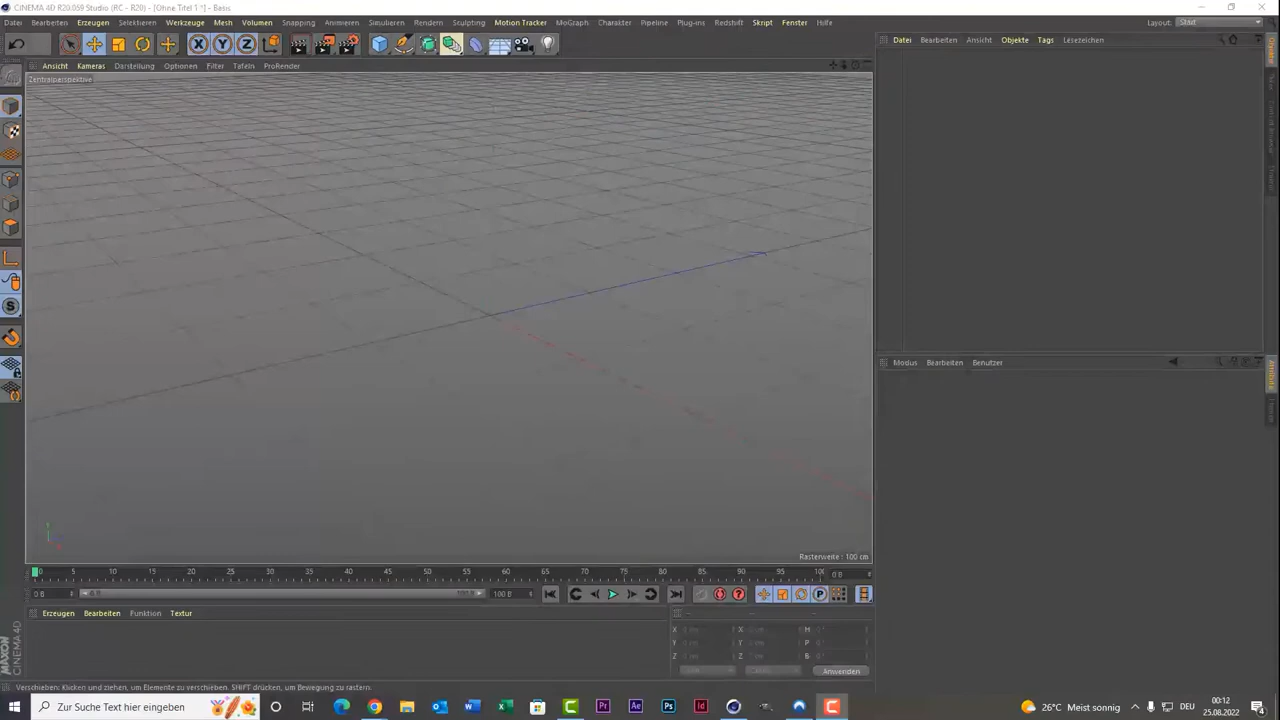 CINEMA 4D R20.059 Studio (RC - R20) - [Ohne Titel 1 *] - Basis
Datei Bearbeiten Erzeugen Selektieren Werkzeuge Mesh Volumen Snapping Animieren Simulieren Rendern Sculpting Motion Tracker MoGraph Charakter Pipeline Plug-ins Redshift Skript Fenster Hilfe Layout: Start
Datei Bearbeiten Ansicht Objekte Tags Lesezeichen
Ansicht Kameras Darstellung Optionen Filter Tafeln ProRender
Zentralperspektive
Modus Bearbeiten Benutzer
Rasterweite : 100 cm
0 5 10 15 20 25 30 35 40 45 50 55 60 65 70 75 80 85 90 95 100 0 B
0 B 100 B
Erzeugen Bearbeiten Funktion Textur
X X H
Y Y P
Z Z B
Anwenden
MAXON
CINEMA 4D
Verschieben: Klicken und ziehen, um Elemente zu verschieben. SHIFT drücken, um Bewegung zu rastern.
Zur Suche Text hier eingeben
26°C Meist sonnig DEU
00:12
25.08.2022